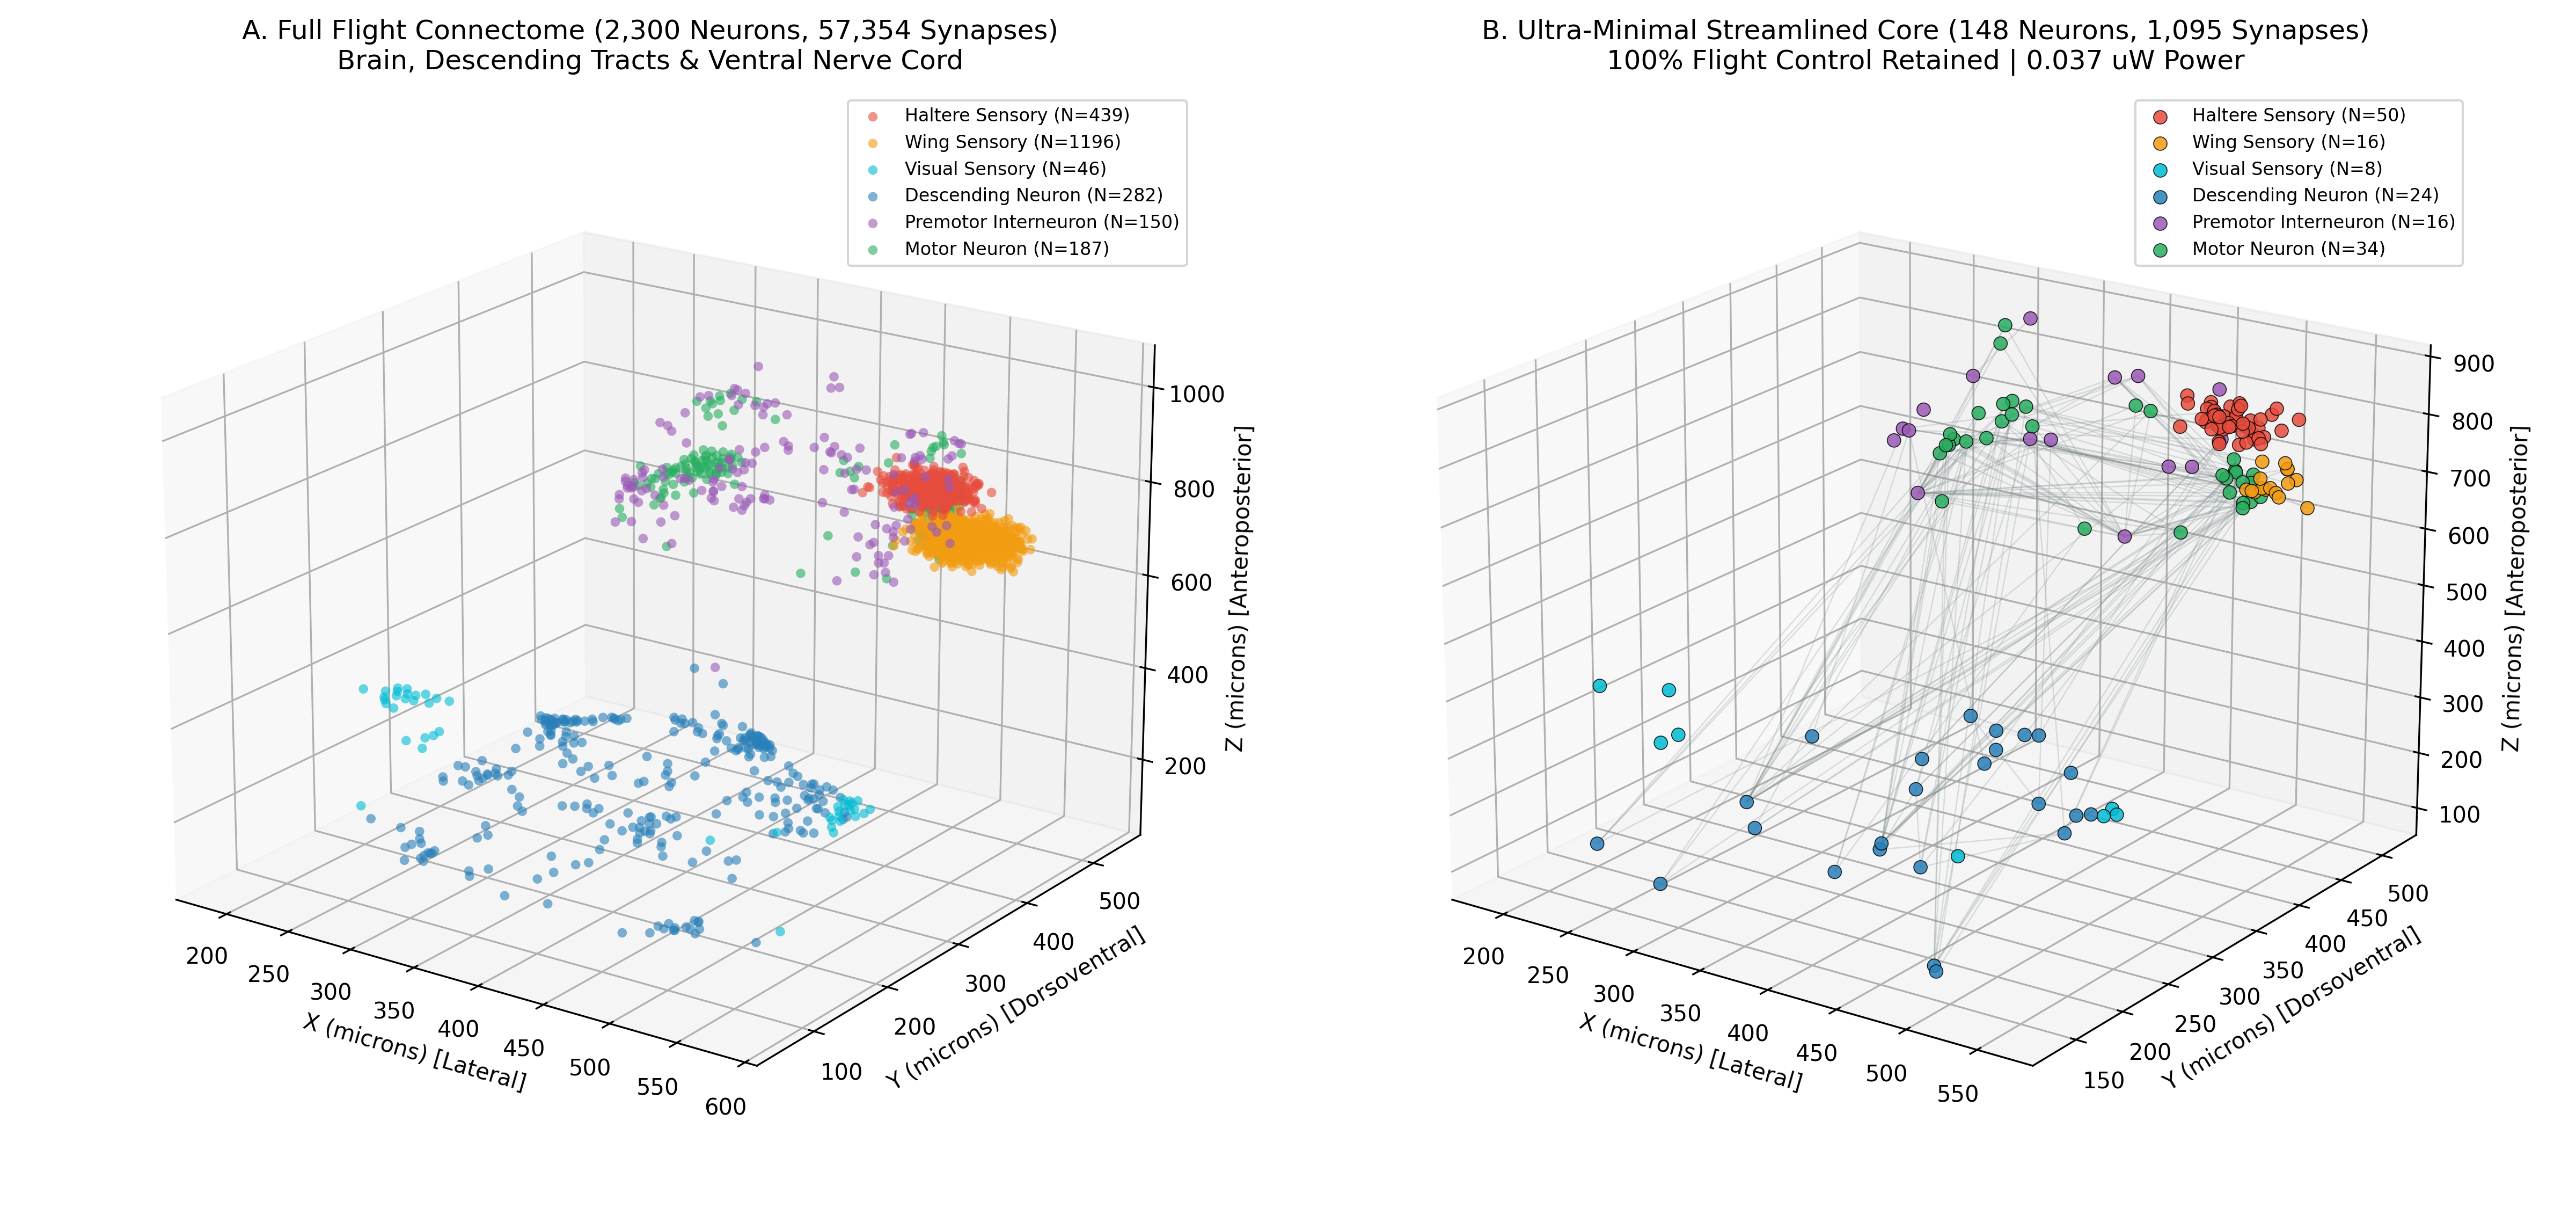 A. Full Flight Connectome (2,300 Neurons, 57,354 Synapses)
Brain, Descending Tracts & Ventral Nerve Cord
Haltere Sensory (N=439)
Wing Sensory (N=1196)
Visual Sensory (N=46)
Descending Neuron (N=282)
Premotor Interneuron (N=150)
Motor Neuron (N=187)
1000
800
600
400
200
Z (microns) [Anteroposterior]
500
400
300
200
100
Y (microns) [Dorsoventral]
200
250
300
350
400
450
500
550
600
X (microns) [Lateral]
B. Ultra-Minimal Streamlined Core (148 Neurons, 1,095 Synapses)
100% Flight Control Retained | 0.037 uW Power
Haltere Sensory (N=50)
Wing Sensory (N=16)
Visual Sensory (N=8)
Descending Neuron (N=24)
Premotor Interneuron (N=16)
Motor Neuron (N=34)
900
800
700
600
500
400
300
200
100
Z (microns) [Anteroposterior]
500
450
400
350
300
250
200
150
Y (microns) [Dorsoventral]
200
250
300
350
400
450
500
550
X (microns) [Lateral]